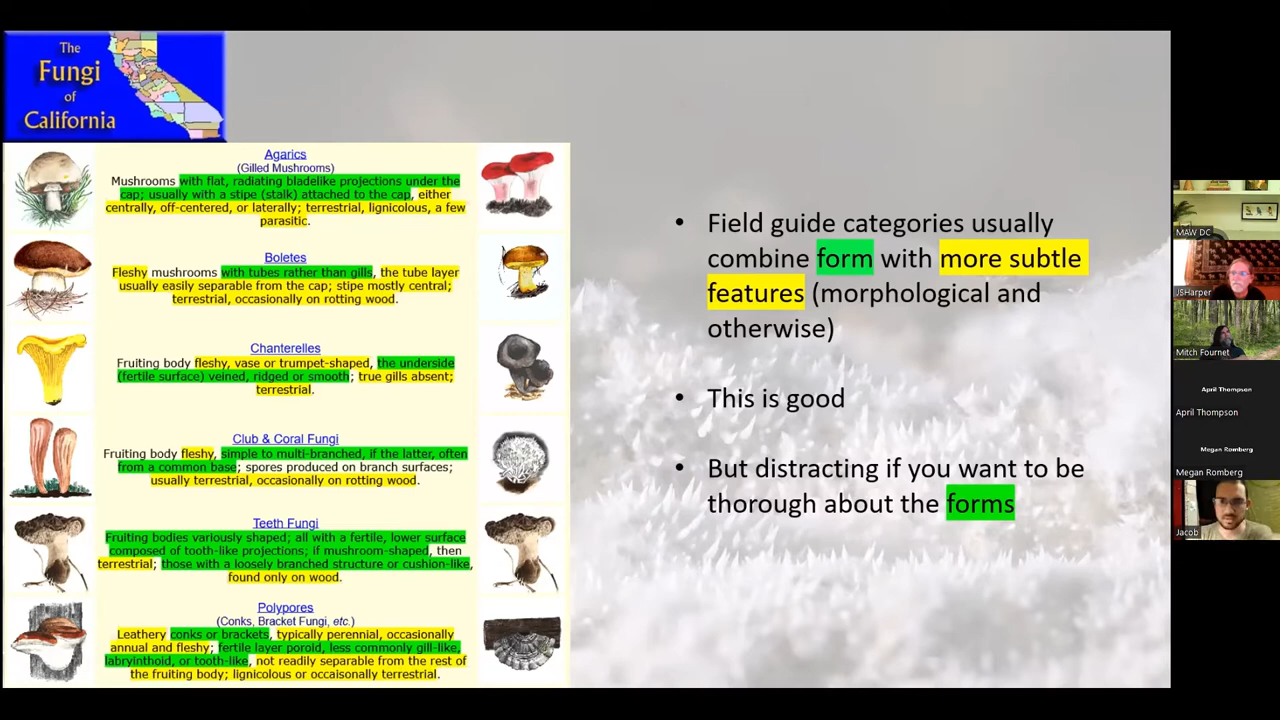 The
Fungi
of
California
Agarics
(Gilled Mushrooms)
Mushrooms with flat, radiating bladelike projections under the
cap; usually with a stipe (stalk) attached to the cap, either
centrally, off-centered, or laterally; terrestrial, lignicolous, a few
parasitic.
Boletes
Fleshy mushrooms with tubes rather than gills, the tube layer
usually easily separable from the cap; stipe mostly central;
terrestrial, occasionally on rotting wood.
Chanterelles
Fruiting body fleshy, vase or trumpet-shaped, the underside
(fertile surface) veined, ridged or smooth; true gills absent;
terrestrial.
Club & Coral Fungi
Fruiting body fleshy, simple to multi-branched, if the latter, often
from a common base; spores produced on branch surfaces;
usually terrestrial, occasionally on rotting wood.
Teeth Fungi
Fruiting bodies variously shaped; all with a fertile, lower surface
composed of tooth-like projections; if mushroom-shaped, then
terrestrial; those with a loosely branched structure or cushion-like,
found only on wood.
Polypores
(Conks, Bracket Fungi, etc.)
Leathery conks or brackets, typically perennial, occasionally
annual and fleshy; fertile layer poroid, less commonly gill-like,
labryinthoid, or tooth-like, not readily separable from the rest of
the fruiting body; lignicolous or occaisonally terrestrial.
• Field guide categories usually
combine form with more subtle
features (morphological and
otherwise)
• This is good
• But distracting if you want to be
thorough about the forms
MAW DC
JSHarper
Mitch Fournet
April Thompson
April Thompson
Megan Romberg
Megan Romberg
Jacob